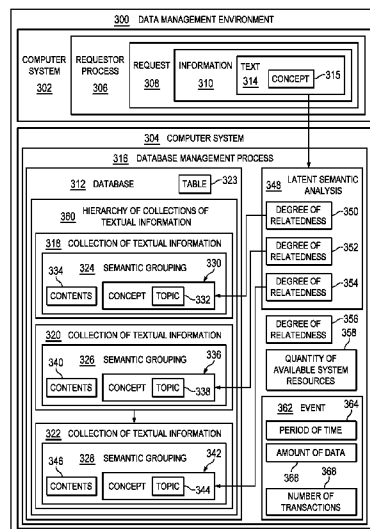 300 DATA MANAGEMENT ENVIRONMENT
COMPUTER SYSTEM
302
REQUESTOR PROCESS
306
REQUEST
308
INFORMATION
310
TEXT
314
CONCEPT
315
304 COMPUTER SYSTEM
316 DATABASE MANAGEMENT PROCESS
312 DATABASE
TABLE
323
360 HIERARCHY OF COLLECTIONS OF TEXTUAL INFORMATION
318 COLLECTION OF TEXTUAL INFORMATION
324 SEMANTIC GROUPING
330
334
CONTENTS
CONCEPT
TOPIC
332
320 COLLECTION OF TEXTUAL INFORMATION
326 SEMANTIC GROUPING
336
340
CONTENTS
CONCEPT
TOPIC
338
322 COLLECTION OF TEXTUAL INFORMATION
328 SEMANTIC GROUPING
342
346
CONTENTS
CONCEPT
TOPIC
344
348
LATENT SEMANTIC ANALYSIS
DEGREE OF RELATEDNESS
350
DEGREE OF RELATEDNESS
352
DEGREE OF RELATEDNESS
354
DEGREE OF RELATEDNESS
356
358
QUANTITY OF AVAILABLE SYSTEM RESOURCES
362 EVENT
364
PERIOD OF TIME
AMOUNT OF DATA
366
368
NUMBER OF TRANSACTIONS